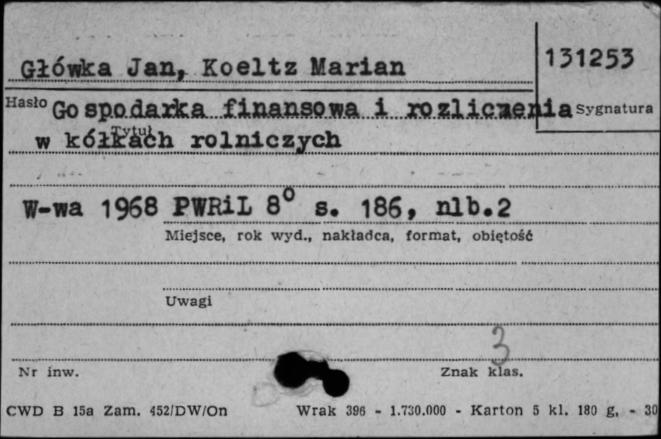 Główka Jan, Koeltz Marian
131253
Hasło Gospodarka finansowa i rozliczenia Sygnatura
Tytuł
w kółkach rolniczych
W-wa 1968 PWRiL 8° s. 186, nlb.2
Miejsce, rok wyd., nakładca, format, objętość
Uwagi
3
Nr inw. Znak klas.
CWD B 15a Zam. 452/DW/On Wrak 396 - 1.730.000 - Karton 5 kl. 180 g, - 30